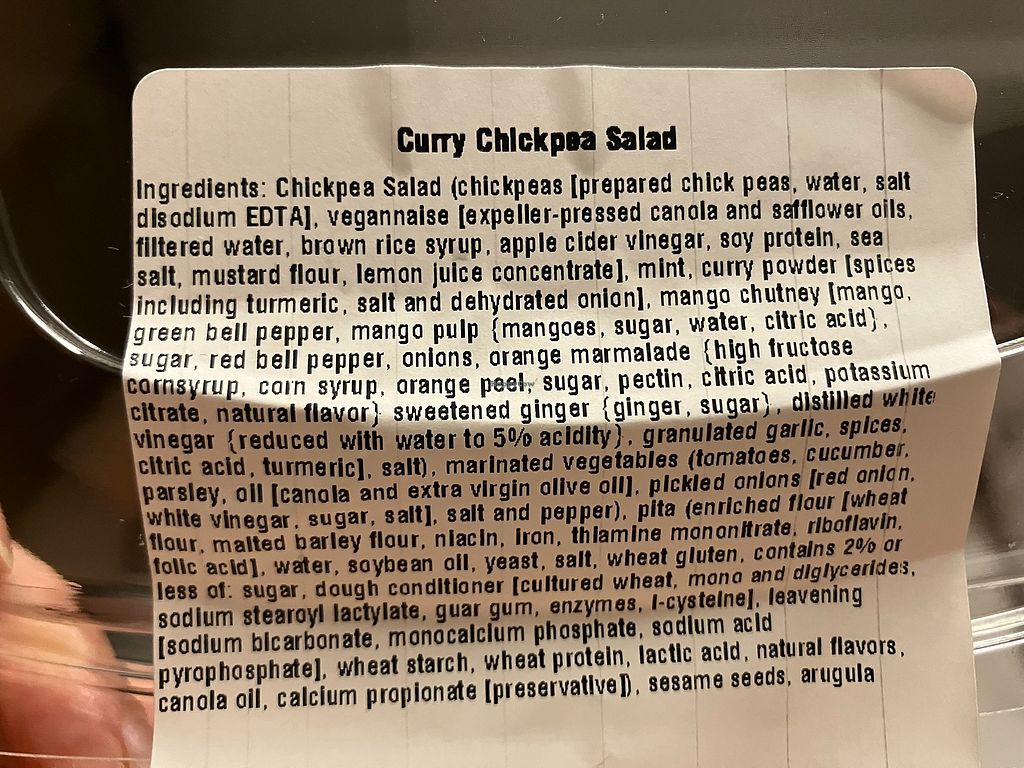 Curry Chickpea Salad
Ingredients: Chickpea Salad (chickpeas [prepared chick peas, water, salt
disodium EDTA], vegannaise [expeller-pressed canola and safflower oils,
filtered water, brown rice syrup, apple cider vinegar, soy protein, sea
salt, mustard flour, lemon juice concentrate], mint, curry powder [spices
including turmeric, salt and dehydrated onion], mango chutney [mango,
green bell pepper, mango pulp {mangoes, sugar, water, citric acid},
sugar, red bell pepper, onions, orange marmalade {high fructose
cornsyrup, corn syrup, orange peel, sugar, pectin, citric acid, potassium
citrate, natural flavor} sweetened ginger {ginger, sugar}, distilled white
vinegar {reduced with water to 5% acidity}, granulated garlic, spices,
citric acid, turmeric], salt), marinated vegetables (tomatoes, cucumber,
parsley, oil [canola and extra virgin olive oil], pickled onions [red onion,
white vinegar, sugar, salt], salt and pepper), pita (enriched flour [wheat
flour, malted barley flour, niacin, iron, thiamine mononitrate, riboflavin,
folic acid], water, soybean oil, yeast, salt, wheat gluten, contains 2% or
less of: sugar, dough conditioner [cultured wheat, mono and diglycerides,
sodium stearoyl lactylate, guar gum, enzymes, l-cysteine], leavening
[sodium bicarbonate, monocalcium phosphate, sodium acid
pyrophosphate], wheat starch, wheat protein, lactic acid, natural flavors,
canola oil, calcium propionate [preservative]), sesame seeds, arugula